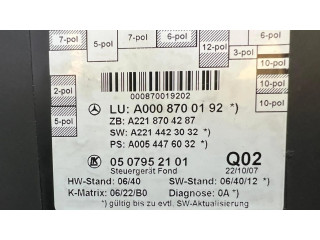 7-pol
5-pol
6-pol
5-pol
12-pol
3-pol
6-pol
2-pol
5-pol
10-pol
10-pol
000870019202
LU: A000 870 01 92 *)
ZB: A221 870 42 87
SW: A221 442 30 32 *)
PS: A005 447 60 32 *)
05 0795 21 01
Q02
Steuergerät Fond
22/10/07
HW-Stand: 06/40
SW-Stand: 06/40/12 *)
K-Matrix: 06/22/B0
Diagnose: 0A *)
*) gültig bis zu evtl. SW-Aktualisierung